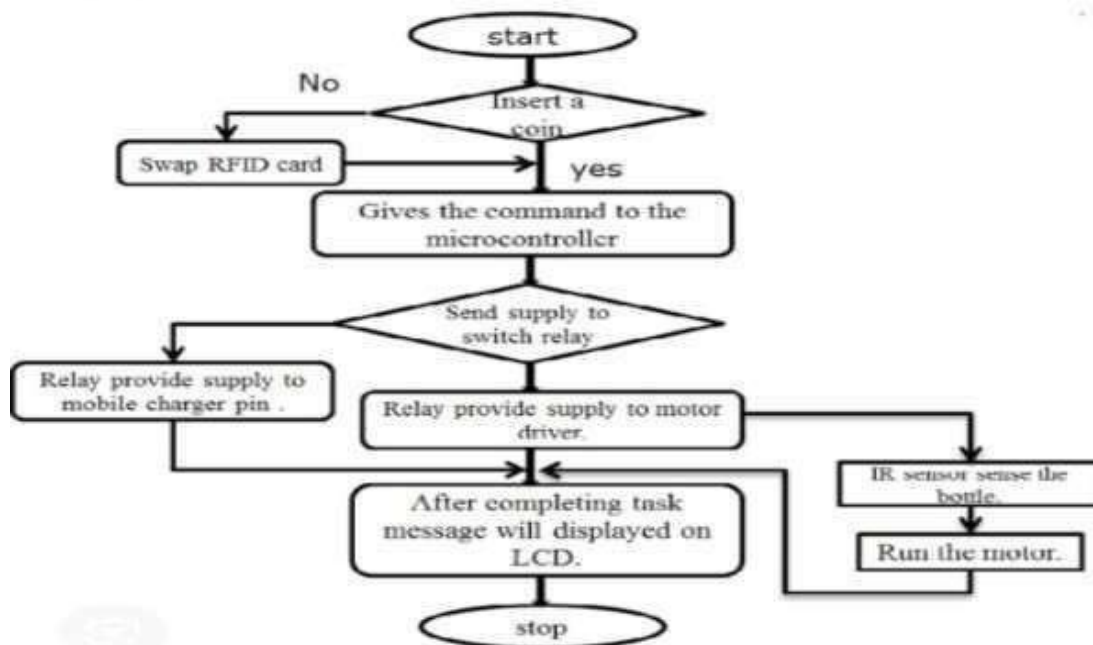 start
No
Insert a
coin
Swap RFID card
yes
Gives the command to the
microcontroller
Send supply to
switch relay
Relay provide supply to
mobile charger pin .
Relay provide supply to motor
driver.
IR sensor sense the
bottle.
After completing task
message will displayed on
LCD.
Run the motor.
stop